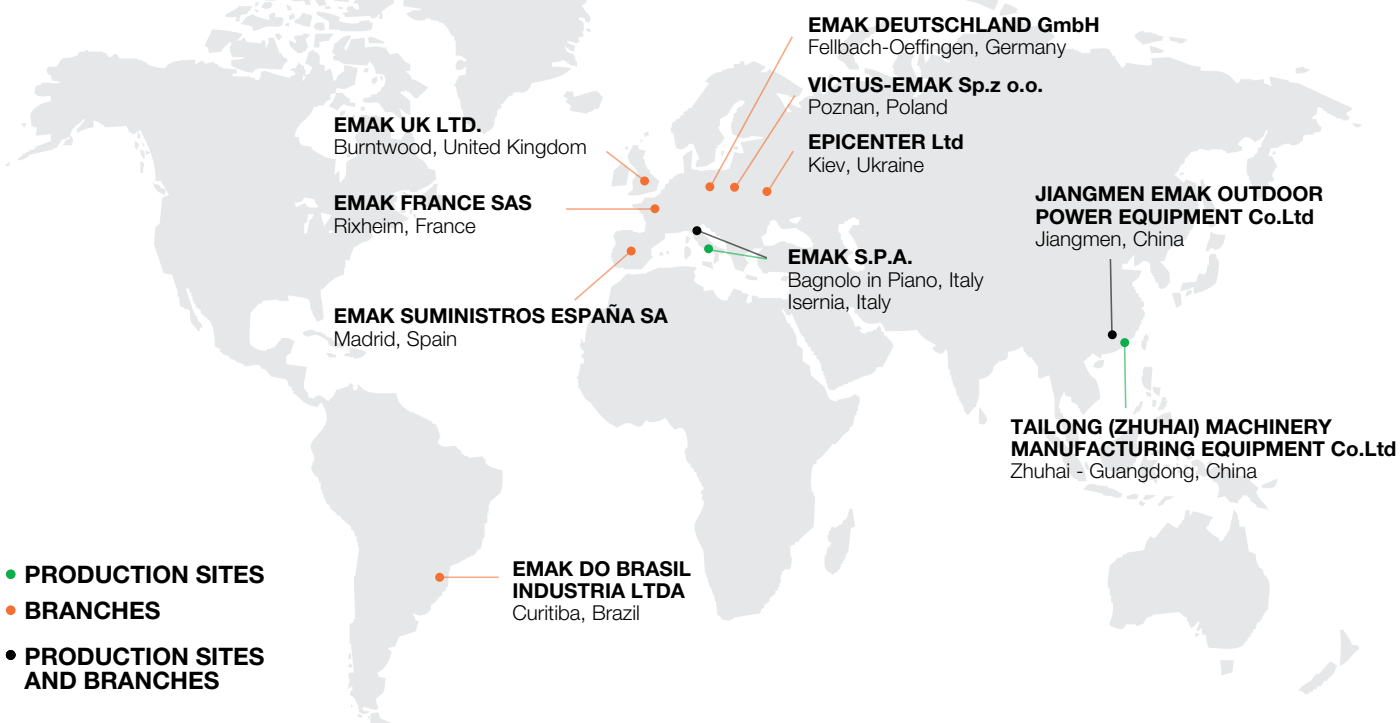 EMAK DEUTSCHLAND GmbH
Fellbach-Oeffingen, Germany
VICTUS-EMAK Sp.z o.o.
Poznan, Poland
EMAK UK LTD.
Burntwood, United Kingdom
EPICENTER Ltd
Kiev, Ukraine
EMAK FRANCE SAS
Rixheim, France
JIANGMEN EMAK OUTDOOR
POWER EQUIPMENT Co.Ltd
Jiangmen, China
EMAK S.P.A.
Bagnolo in Piano, Italy
Isernia, Italy
EMAK SUMINISTROS ESPAÑA SA
Madrid, Spain
TAILONG (ZHUHAI) MACHINERY
MANUFACTURING EQUIPMENT Co.Ltd
Zhuhai - Guangdong, China
EMAK DO BRASIL
INDUSTRIA LTDA
Curitiba, Brazil
PRODUCTION SITES
BRANCHES
PRODUCTION SITES
AND BRANCHES